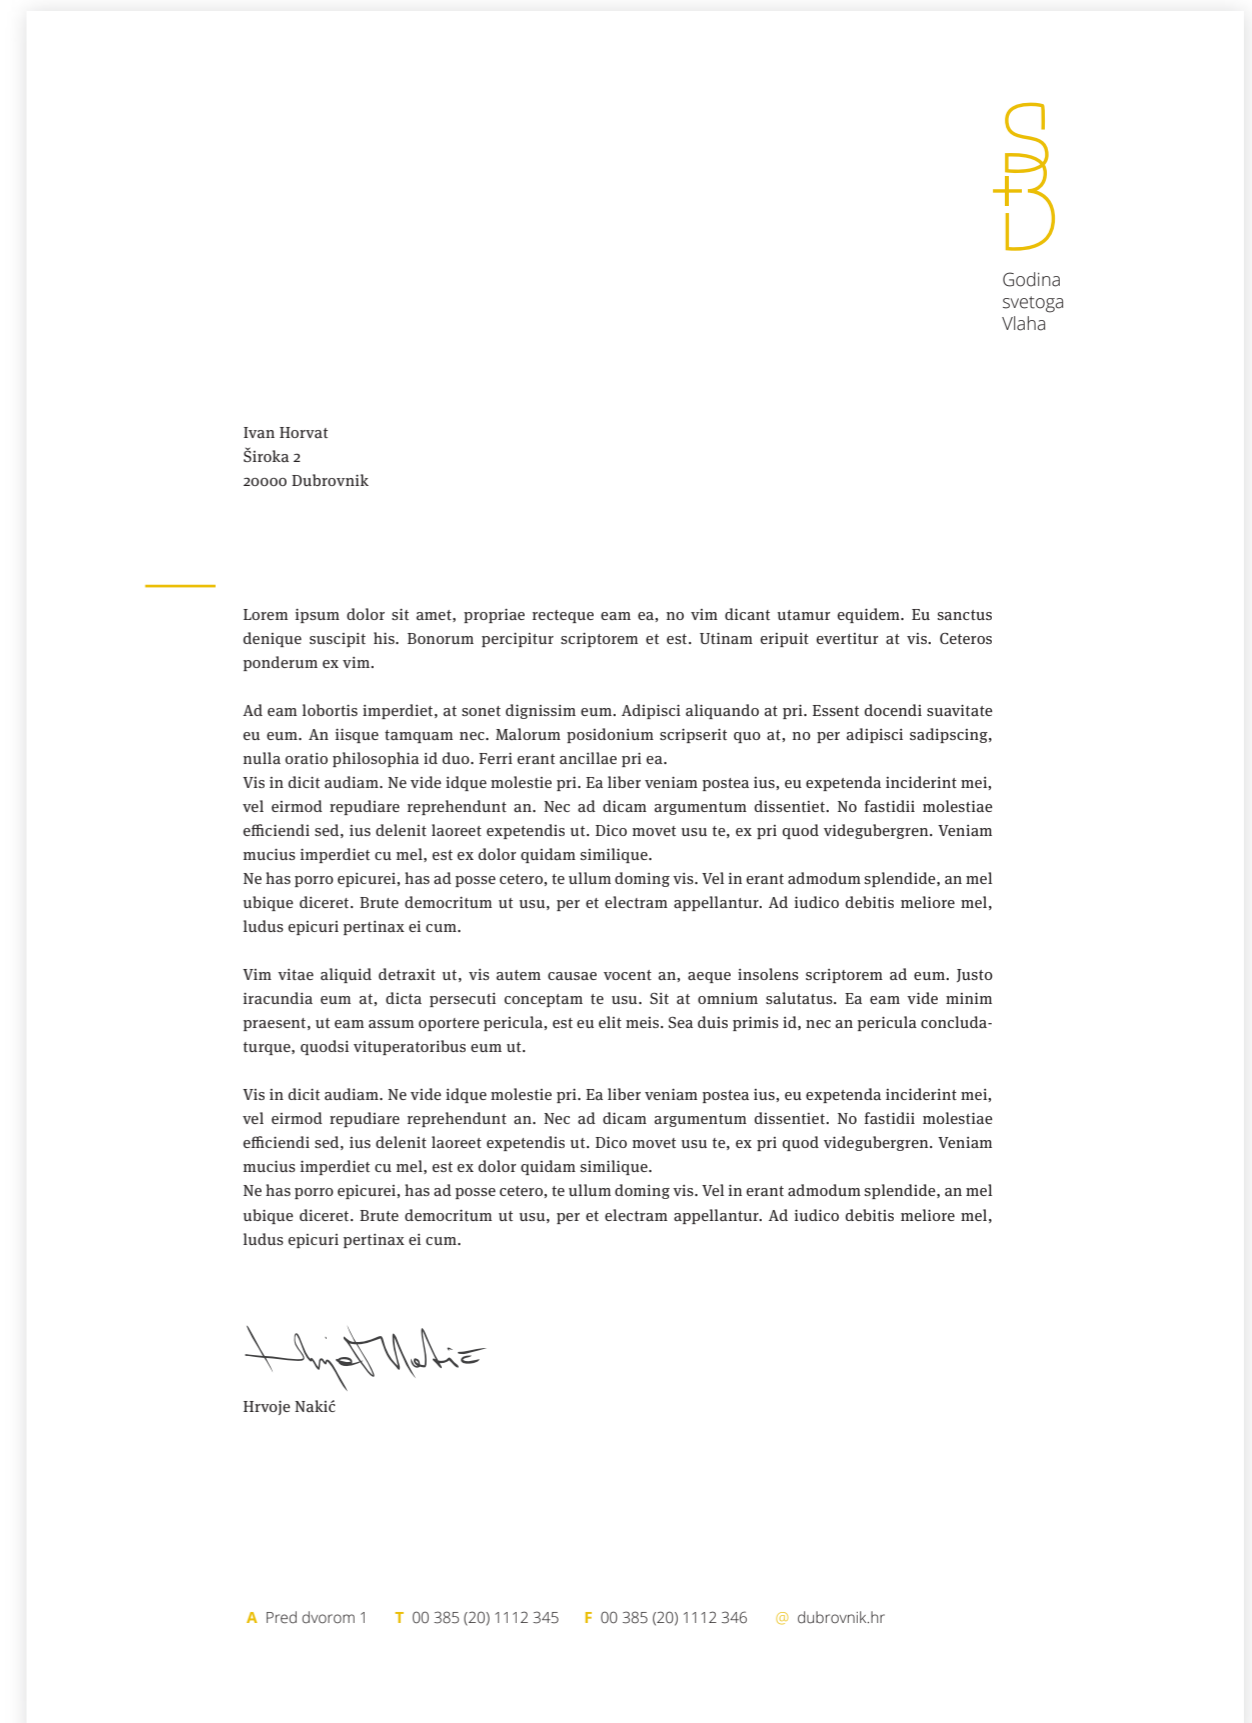 Godina
svetoga
Vlaha
Ivan Horvat
Široka 2
20000 Dubrovnik
Lorem ipsum dolor sit amet, propriae recteque eam ea, no vim dicant utamur equidem. Eu sanctus
denique suscipit his. Bonorum percipitur scriptorem et est. Utinam eripuit evertitur at vis. Ceteros
ponderum ex vim.
Ad eam lobortis imperdiet, at sonet dignissim eum. Adipisci aliquando at pri. Essent docendi suavitate
eu eum. An iisque tamquam nec. Malorum posidonium scripserit quo at, no per adipisci sadipscing,
nulla oratio philosophia id duo. Ferri erant ancillae pri ea.
Vis in dicit audiam. Ne vide idque molestie pri. Ea liber veniam postea ius, eu expetenda inciderint mei,
vel eirmod repudiare reprehendunt an. Nec ad dicam argumentum dissentiet. No fastidii molestiae
efficiendi sed, ius delenit laoreet expetendis ut. Dico movet usu te, ex pri quod videgubergren. Veniam
mucius imperdiet cu mel, est ex dolor quidam similique.
Ne has porro epicurei, has ad posse cetero, te ullum doming vis. Vel in erant admodum splendide, an mel
ubique diceret. Brute democritum ut usu, per et electram appellantur. Ad iudico debitis meliore mel,
ludus epicuri pertinax ei cum.
Vim vitae aliquid detraxit ut, vis autem causae vocent an, aeque insolens scriptorem ad eum. Justo
iracundia eum at, dicta persecuti conceptam te usu. Sit at omnium salutatus. Ea eam vide minim
praesent, ut eam assum oportere pericula, est eu elit meis. Sea duis primis id, nec an pericula concluda-
turque, quodsi vituperatoribus eum ut.
Vis in dicit audiam. Ne vide idque molestie pri. Ea liber veniam postea ius, eu expetenda inciderint mei,
vel eirmod repudiare reprehendunt an. Nec ad dicam argumentum dissentiet. No fastidii molestiae
efficiendi sed, ius delenit laoreet expetendis ut. Dico movet usu te, ex pri quod videgubergren. Veniam
mucius imperdiet cu mel, est ex dolor quidam similique.
Ne has porro epicurei, has ad posse cetero, te ullum doming vis. Vel in erant admodum splendide, an mel
ubique diceret. Brute democritum ut usu, per et electram appellantur. Ad iudico debitis meliore mel,
ludus epicuri pertinax ei cum.
Hrvoje Nakić
A Pred dvorom 1 T 00 385 (20) 1112 345 F 00 385 (20) 1112 346 @ dubrovnik.hr